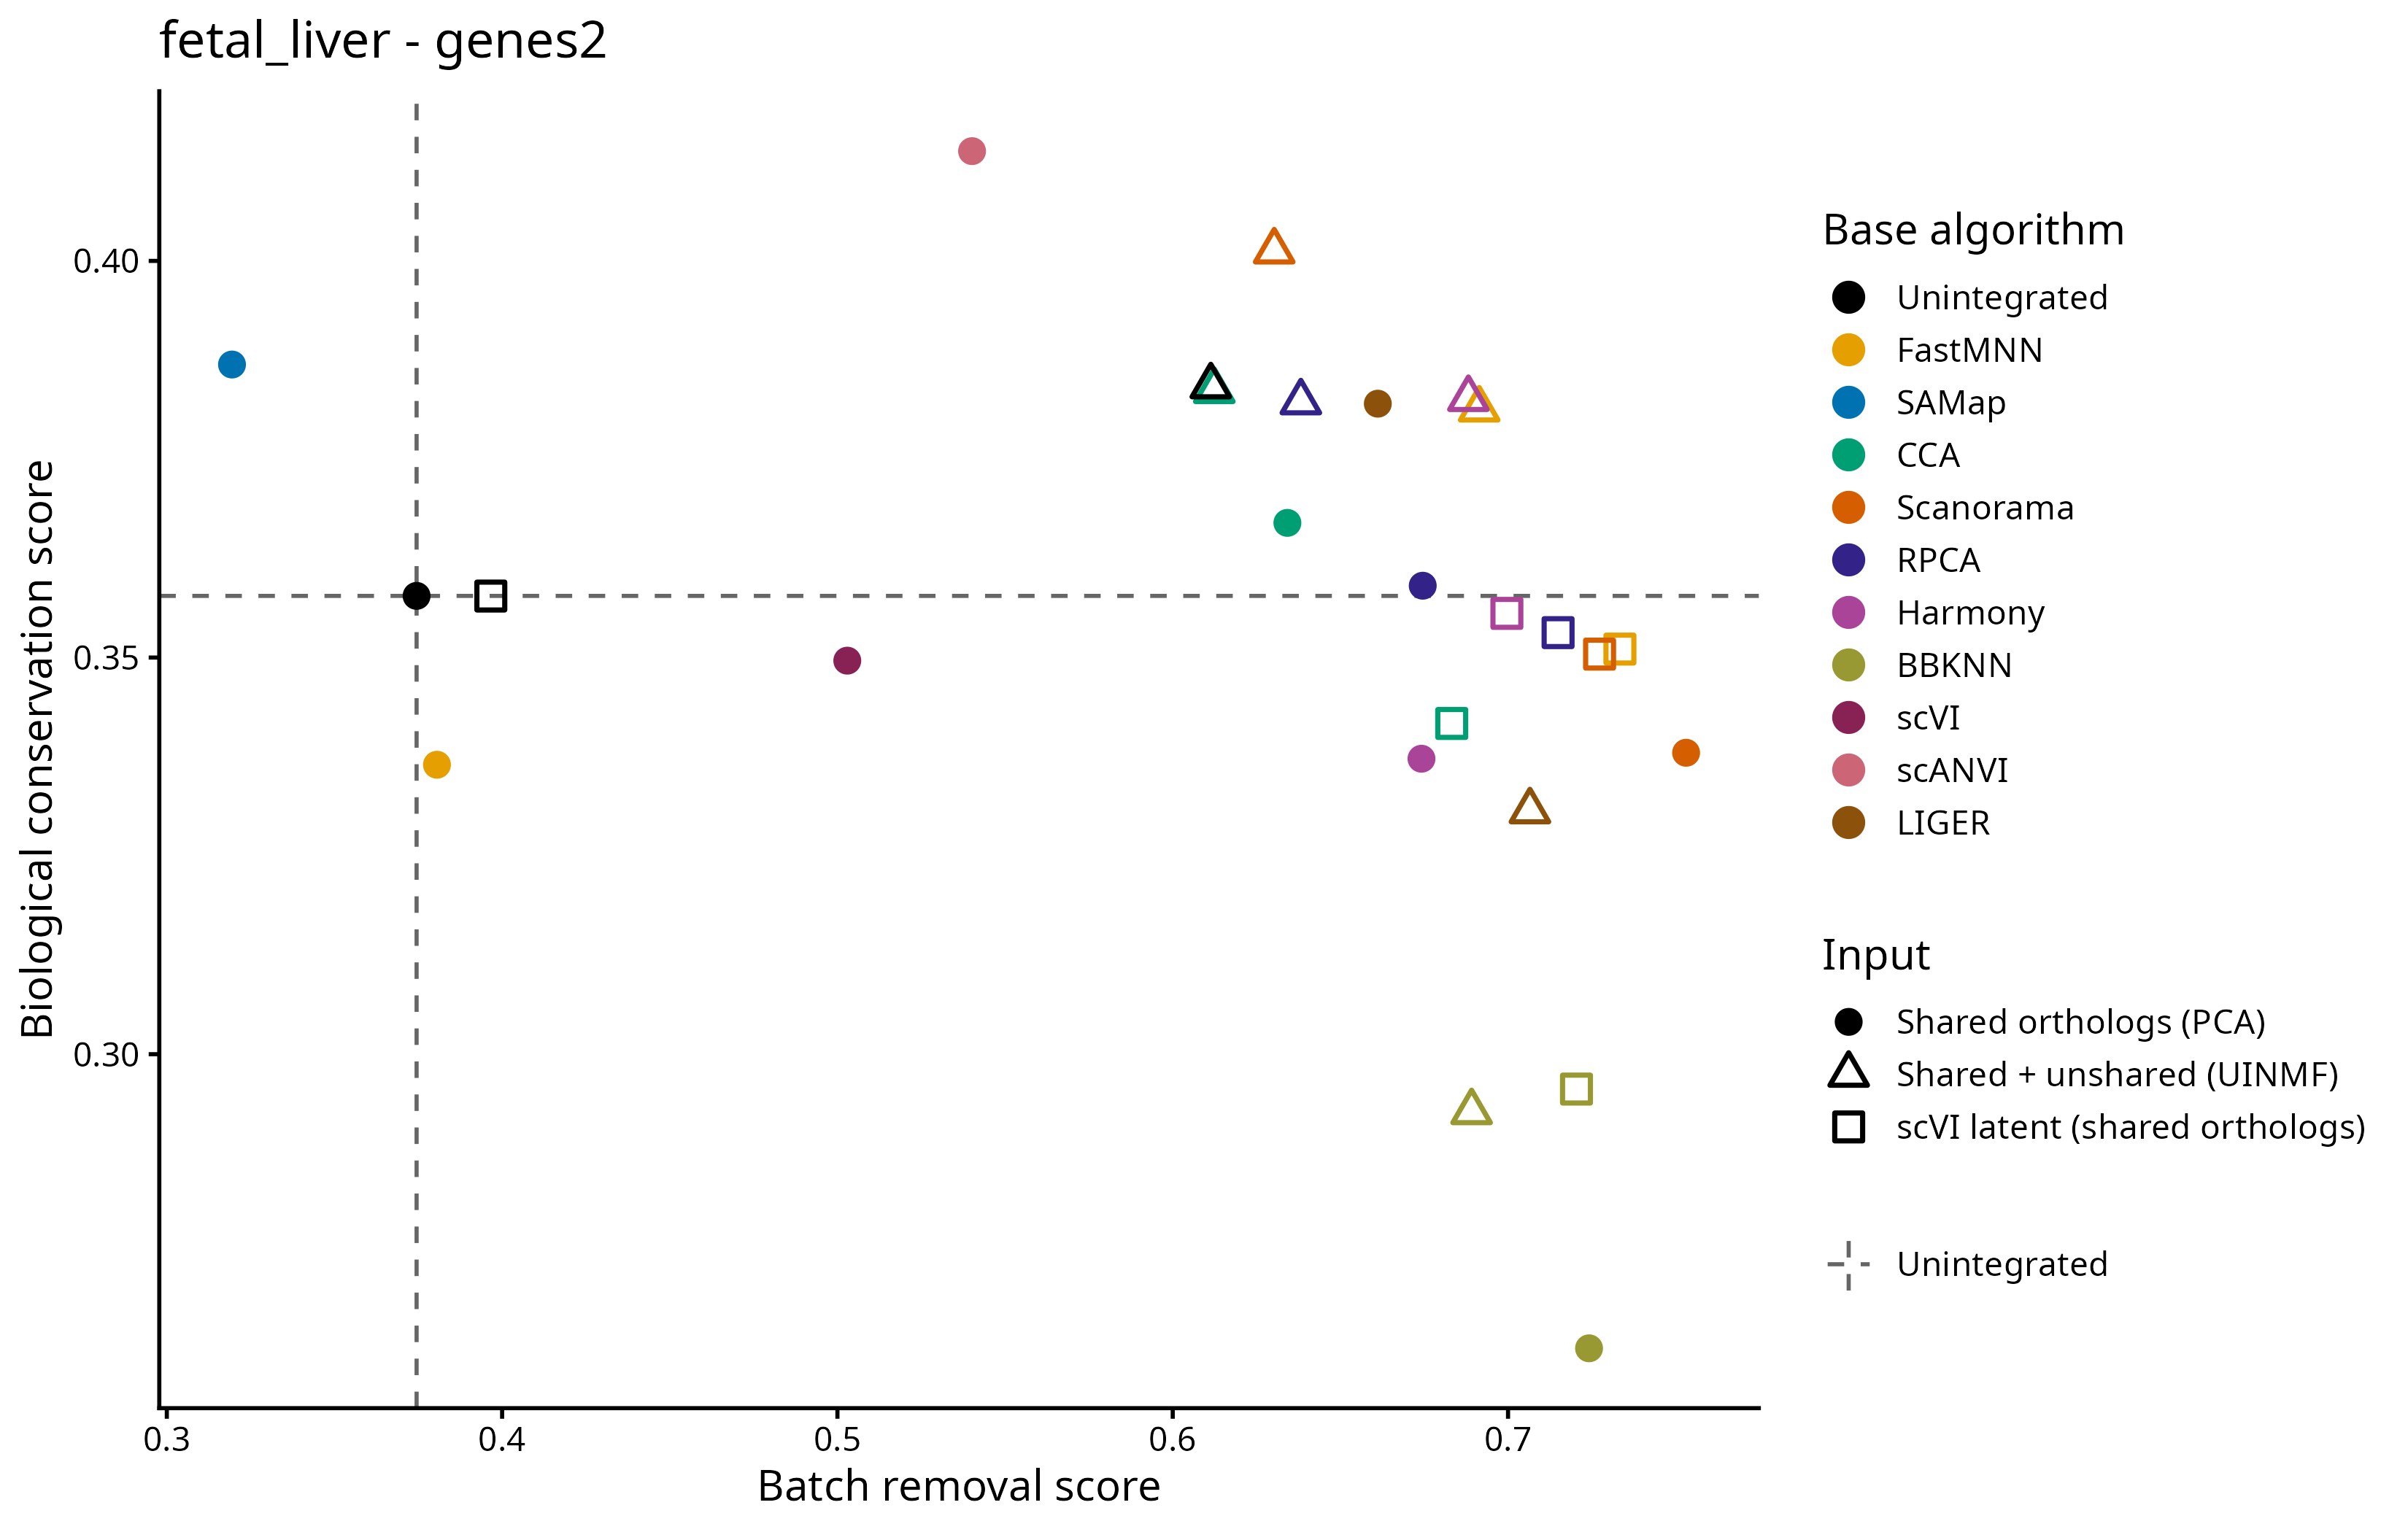 fetal_liver - genes2
Biological conservation score
0.40
0.35
0.30
0.3
0.4
0.5
0.6
0.7
Batch removal score
Base algorithm
Unintegrated
FastMNN
SAMap
CCA
Scanorama
RPCA
Harmony
BBKNN
scVI
scANVI
LIGER
Input
Shared orthologs (PCA)
Shared + unshared (UINMF)
scVI latent (shared orthologs)
Unintegrated